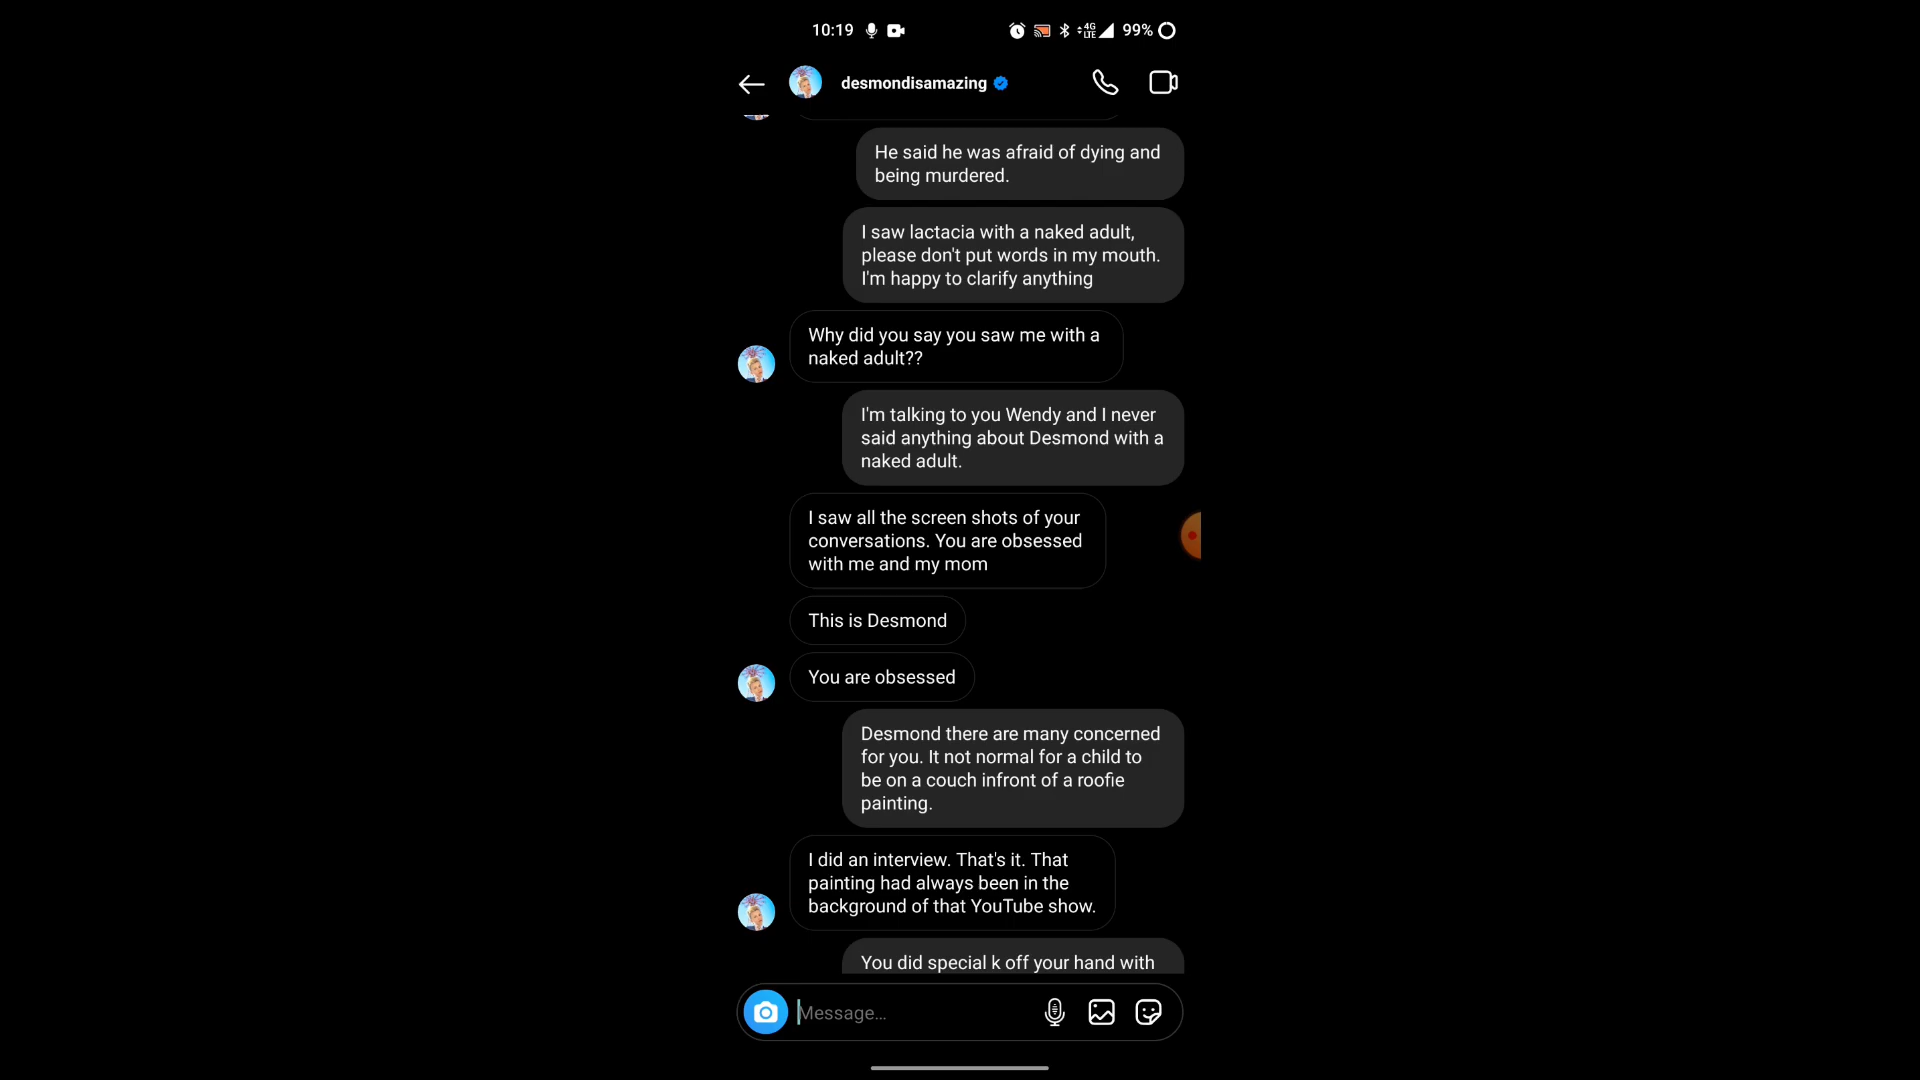 10:19
4G
LTE
99%
desmondisamazing
He said he was afraid of dying and
being murdered.
I saw lactacia with a naked adult,
please don't put words in my mouth.
I'm happy to clarify anything
Why did you say you saw me with a
naked adult??
I'm talking to you Wendy and I never
said anything about Desmond with a
naked adult.
I saw all the screen shots of your
conversations. You are obsessed
with me and my mom
This is Desmond
You are obsessed
Desmond there are many concerned
for you. It not normal for a child to
be on a couch infront of a roofie
painting.
I did an interview. That's it. That
painting had always been in the
background of that YouTube show.
You did special k off your hand with
Message...